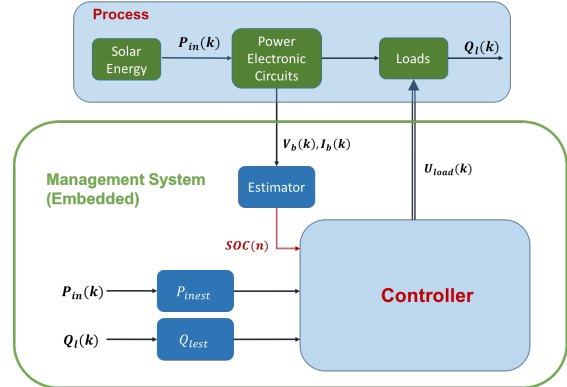 Process
P_in(k)
Solar
Energy
Power
Electronic
Circuits
Loads
Q_l(k)
V_b(k), I_b(k)
U_load(k)
Management System
(Embedded)
Estimator
SOC(n)
P_in(k)
P_inest
Controller
Q_l(k)
Q_lest